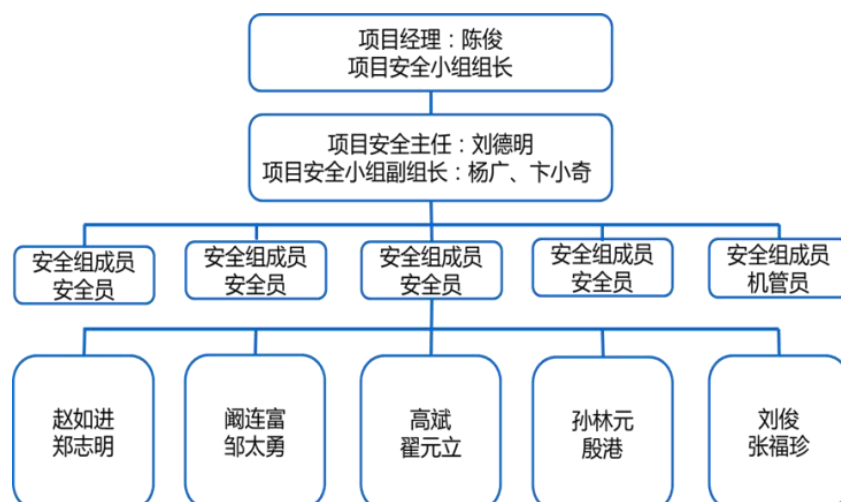 项目经理：陈俊
项目安全小组组长
项目安全主任：刘德明
项目安全小组副组长：杨广、卞小奇
安全组成员
安全员
安全组成员
安全员
安全组成员
安全员
安全组成员
安全员
安全组成员
机管员
赵如进
郑志明
阚连富
邹太勇
高斌
翟元立
孙林元
殷港
刘俊
张福珍